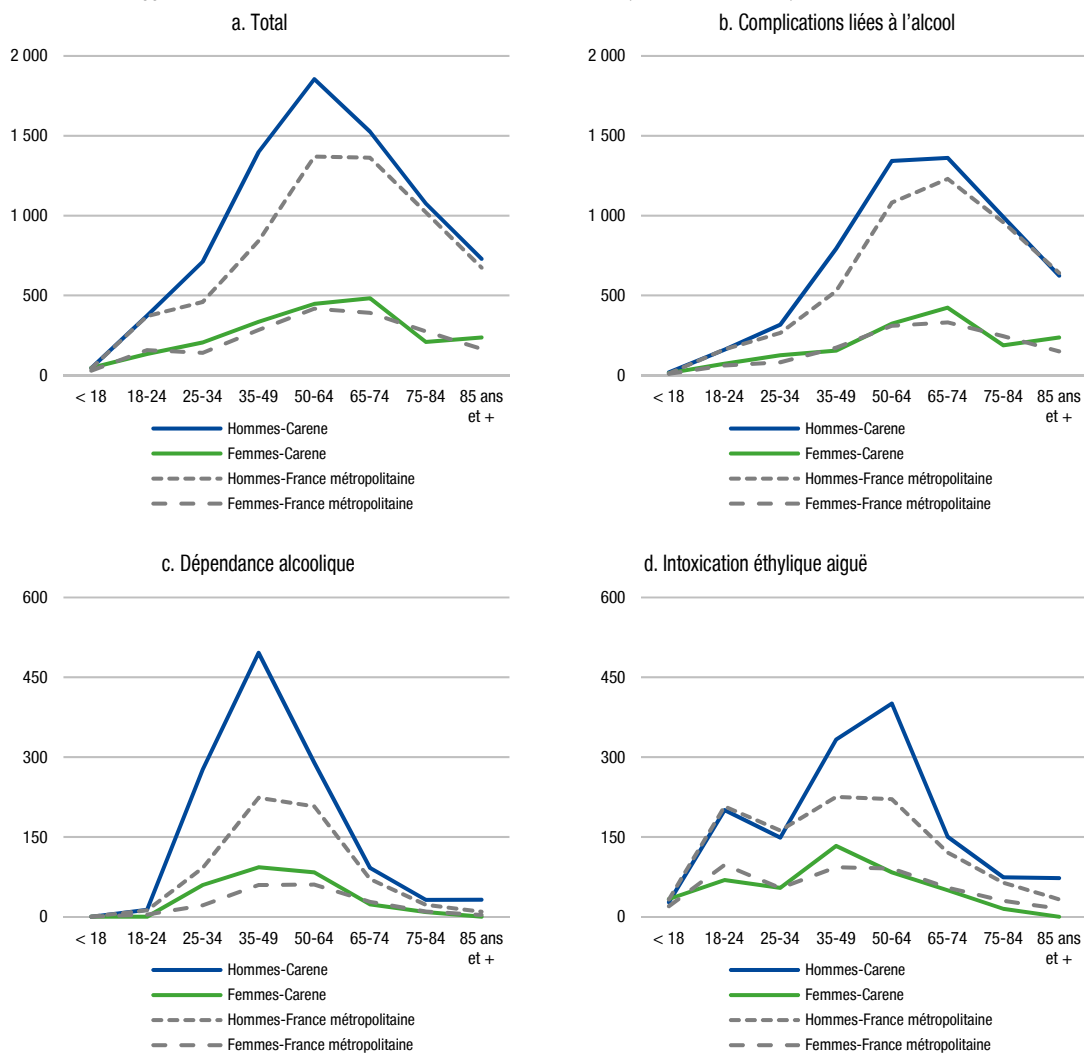 a. Total
2 000
1 500
1 000
500
0
< 18 18-24 25-34 35-49 50-64 65-74 75-84 85 ans
et +
Hommes-Carene
Femmes-Carene
Hommes-France métropolitaine
Femmes-France métropolitaine
b. Complications liées à l’alcool
2 000
1 500
1 000
500
0
< 18 18-24 25-34 35-49 50-64 65-74 75-84 85 ans
et +
Hommes-Carene
Femmes-Carene
Hommes-France métropolitaine
Femmes-France métropolitaine
c. Dépendance alcoolique
600
450
300
150
0
< 18 18-24 25-34 35-49 50-64 65-74 75-84 85 ans
et +
Hommes-Carene
Femmes-Carene
Hommes-France métropolitaine
Femmes-France métropolitaine
d. Intoxication éthylique aiguë
600
450
300
150
0
< 18 18-24 25-34 35-49 50-64 65-74 75-84 85 ans
et +
Hommes-Carene
Femmes-Carene
Hommes-France métropolitaine
Femmes-France métropolitaine